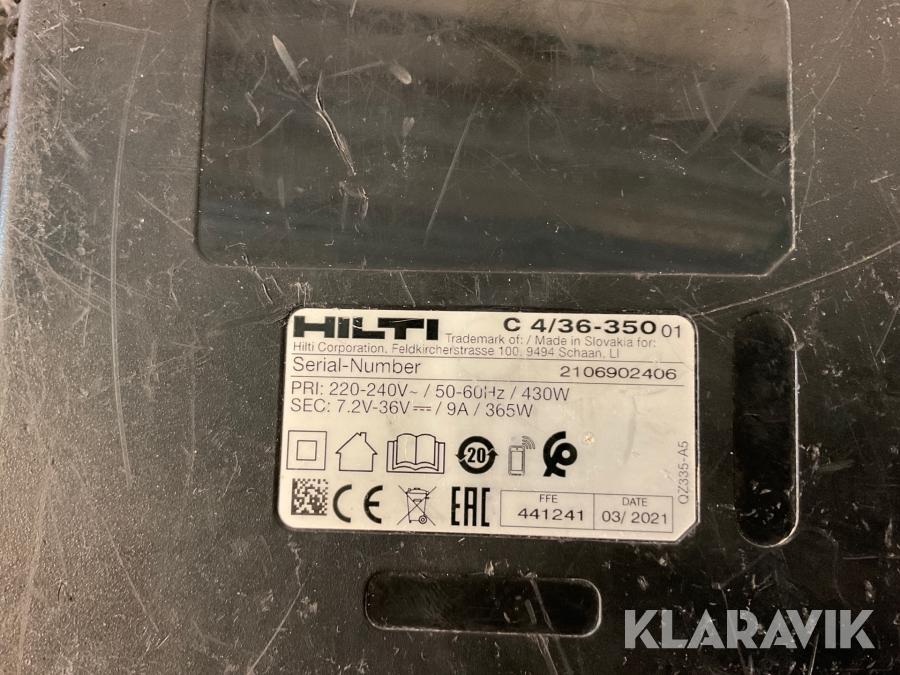 HILTI C 4/36-350 01
Trademark of: / Made in Slovakia for:
Hilti Corporation, Feldkircherstrasse 100, 9494 Schaan, LI
Serial-Number 2106902406
PRI: 220-240V~ / 50-60Hz / 430W
SEC: 7.2V-36V⎓ / 9A / 365W
20
QZ335-A5
CE EAC
FFE DATE
441241 03/2021
KLARAVIK